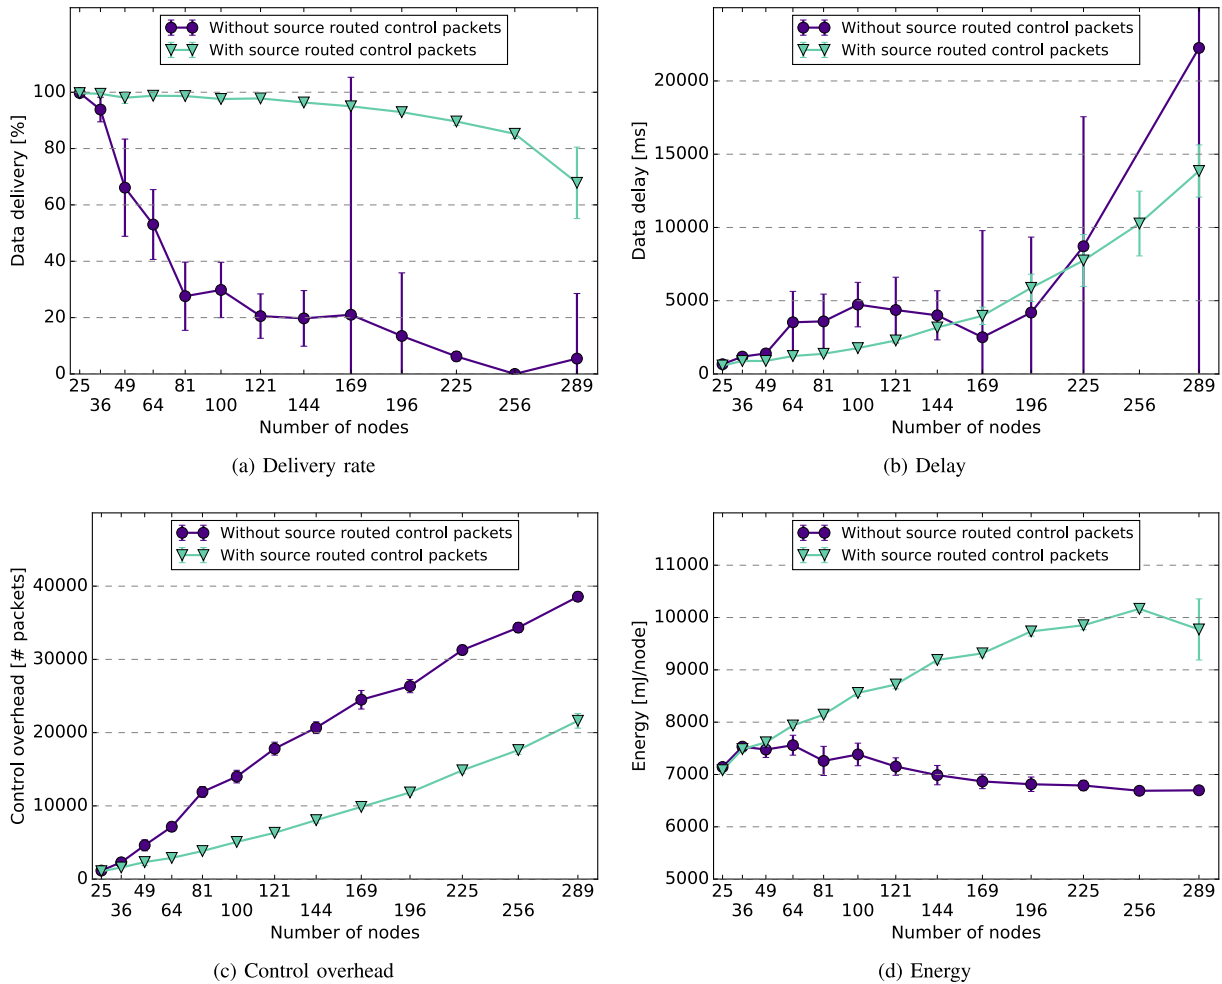 Without source routed control packets
With source routed control packets
Data delivery [%]
100
80
60
40
20
0
25 49 81 121 169 225 289
36 64 100 144 196 256
Number of nodes
(a) Delivery rate
Without source routed control packets
With source routed control packets
Data delay [ms]
20000
15000
10000
5000
0
25 49 81 121 169 225 289
36 64 100 144 196 256
Number of nodes
(b) Delay
Without source routed control packets
With source routed control packets
Control overhead [# packets]
40000
30000
20000
10000
0
25 49 81 121 169 225 289
36 64 100 144 196 256
Number of nodes
(c) Control overhead
Without source routed control packets
With source routed control packets
Energy [mJ/node]
11000
10000
9000
8000
7000
6000
5000
25 49 81 121 169 225 289
36 64 100 144 196 256
Number of nodes
(d) Energy